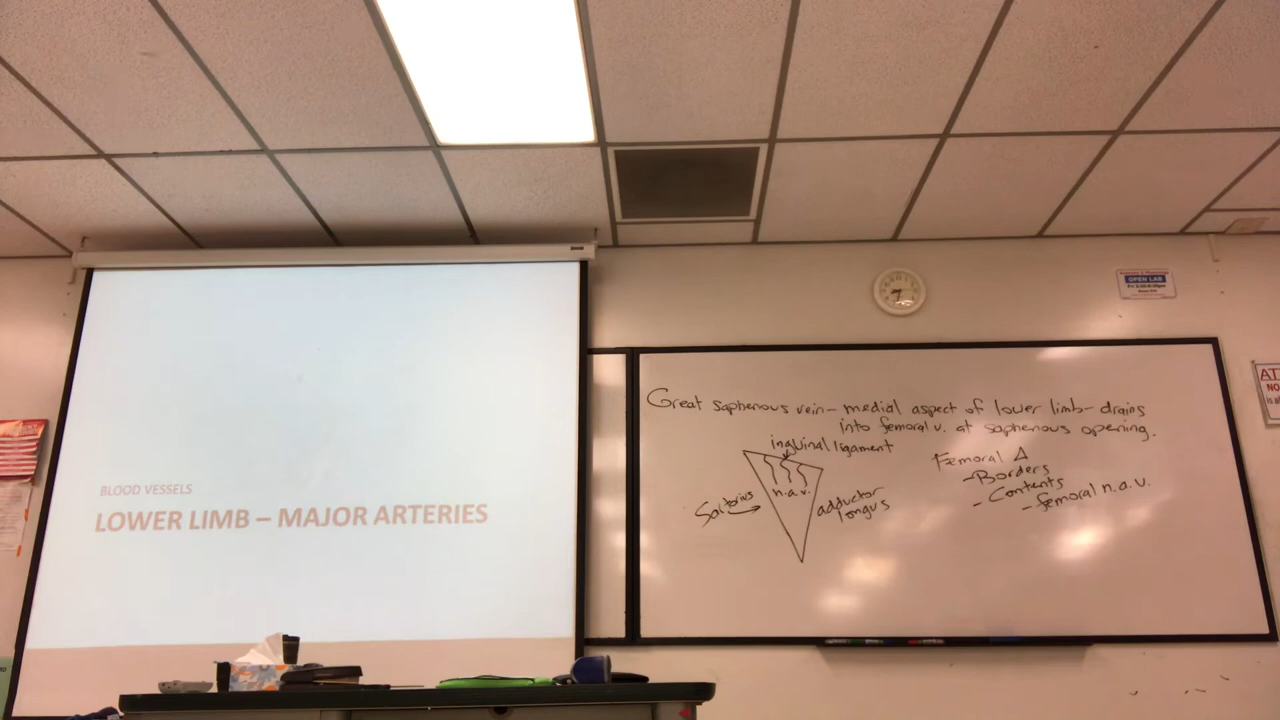 BLOOD VESSELS
LOWER LIMB – MAJOR ARTERIES
Great saphenous vein – medial aspect of lower limb – drains
into femoral v. at saphenous opening.
inguinal ligament
n.a.v.
Sartorius
adductor
longus
Femoral Δ
- Borders
- Contents
- femoral n.a.v.
OPEN LAB